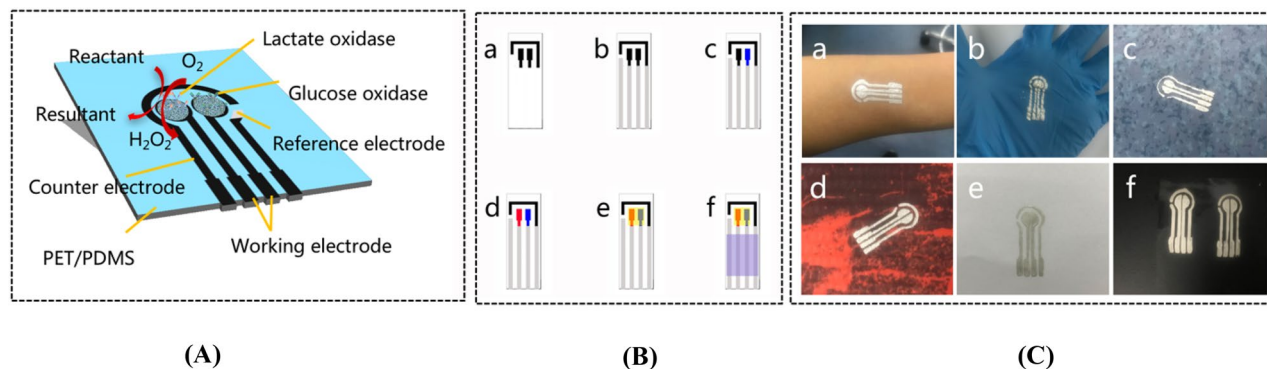 Lactate oxidase
Reactant
O2
Glucose oxidase
Resultant
H2O2
Reference electrode
Counter electrode
Working electrode
PET/PDMS
a
b
c
d
e
f
a
b
c
d
e
f
(A)
(B)
(C)